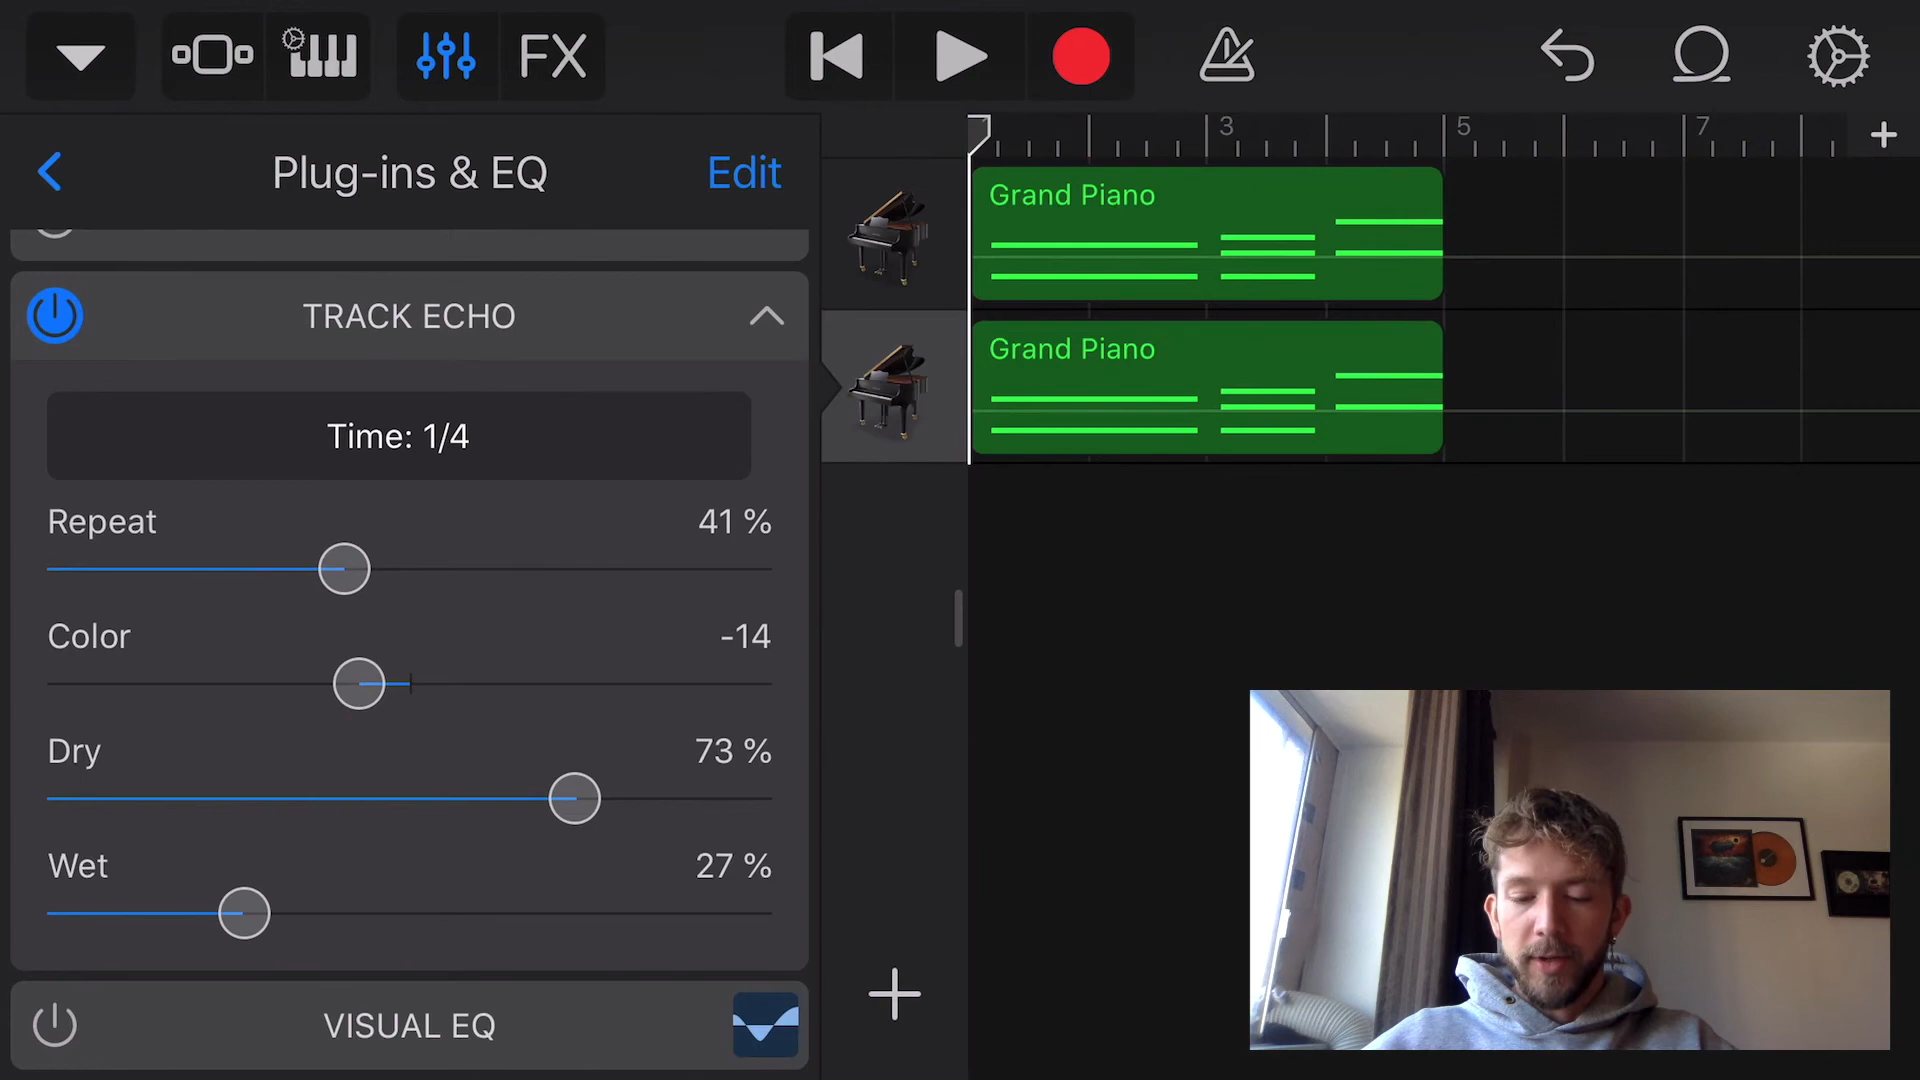 FX
Plug-ins & EQ
Edit
TRACK ECHO
Time: 1/4
Repeat
41 %
Color
-14
Dry
73 %
Wet
27 %
VISUAL EQ
3
5
7
Grand Piano
Grand Piano